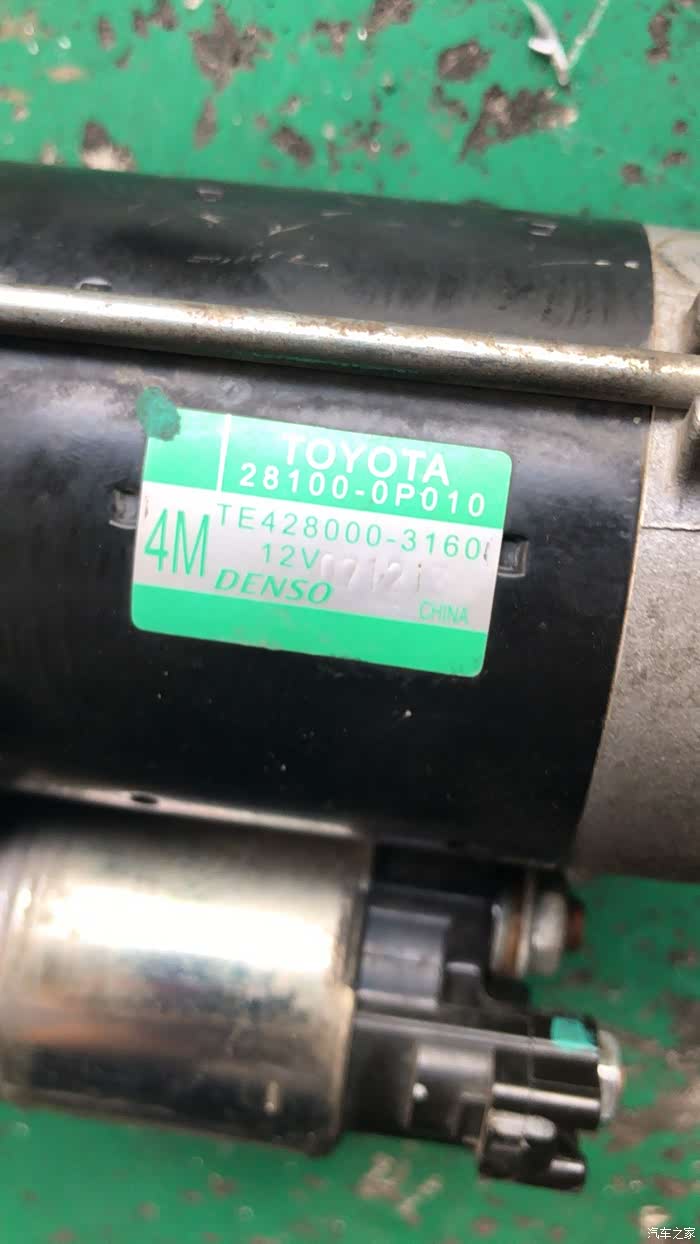 TOYOTA
28100-0P010
TE428000-3160
4M
12V
DENSO
CHINA
汽车之家